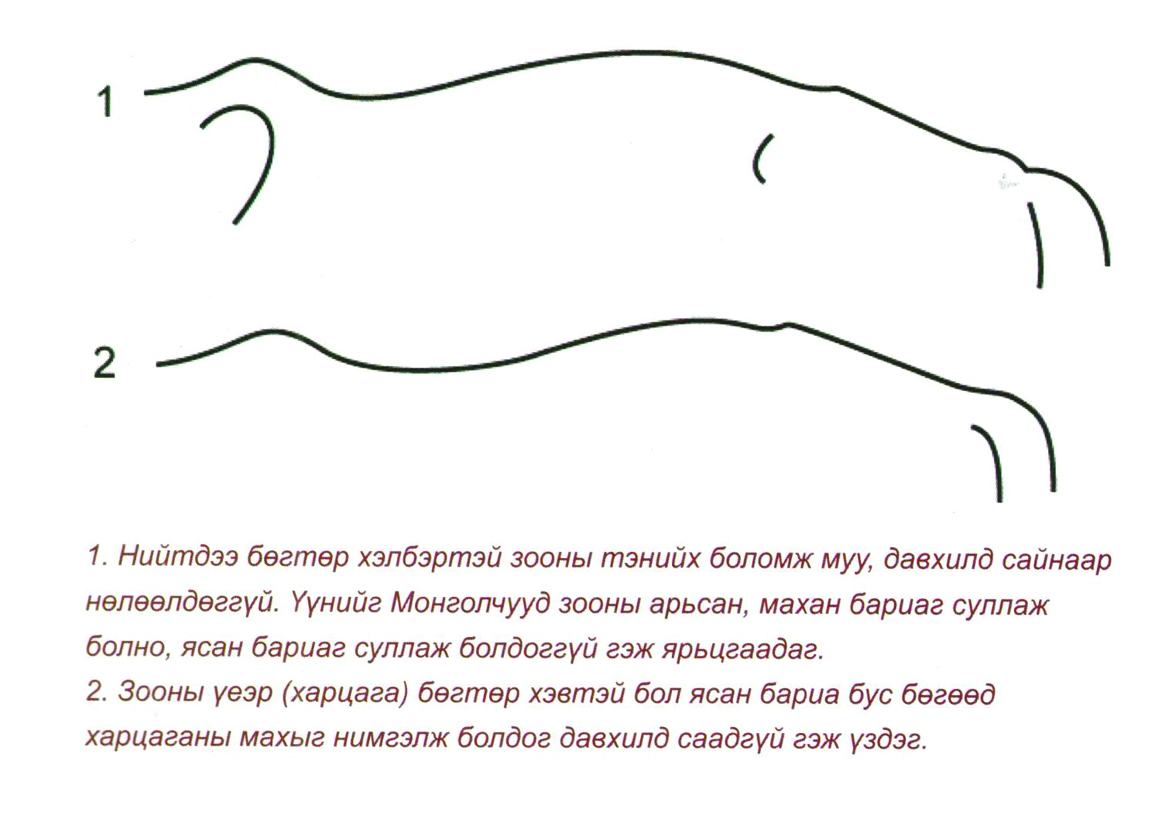 1
2
1. Нийтдээ бөгтөр хэлбэртэй зооны тэнийх боломж муу, давхилд сайнаар
нөлөөлдөггүй. Үүнийг Монголчууд зооны арьсан, махан бариаг суллаж
болно, ясан бариаг суллаж болдоггүй гэж ярьцгаадаг.
2. Зооны үеэр (харцага) бөгтөр хэвтэй бол ясан бариа бус бөгөөд
харцаганы махыг нимгэлж болдог давхилд саадгүй гэж үздэг.